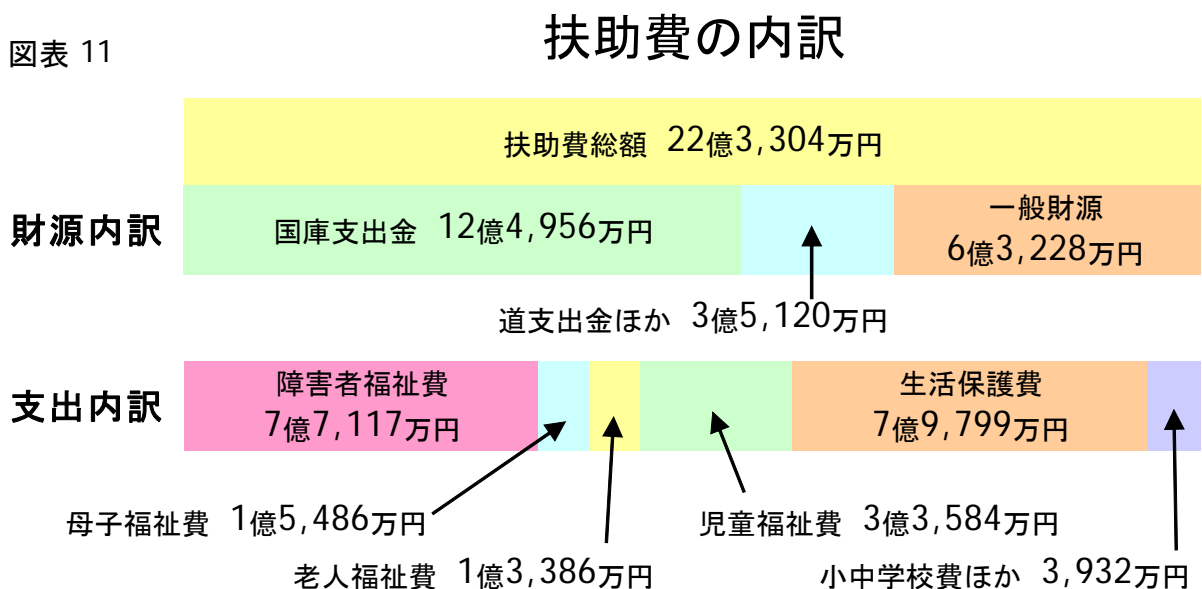 図表 11
扶助費の内訳
扶助費総額 22億3,304万円
財源内訳
国庫支出金 12億4,956万円
一般財源
6億3,228万円
道支出金ほか 3億5,120万円
支出内訳
障害者福祉費
7億7,117万円
生活保護費
7億9,799万円
母子福祉費 1億5,486万円
児童福祉費 3億3,584万円
老人福祉費 1億3,386万円
小中学校費ほか 3,932万円